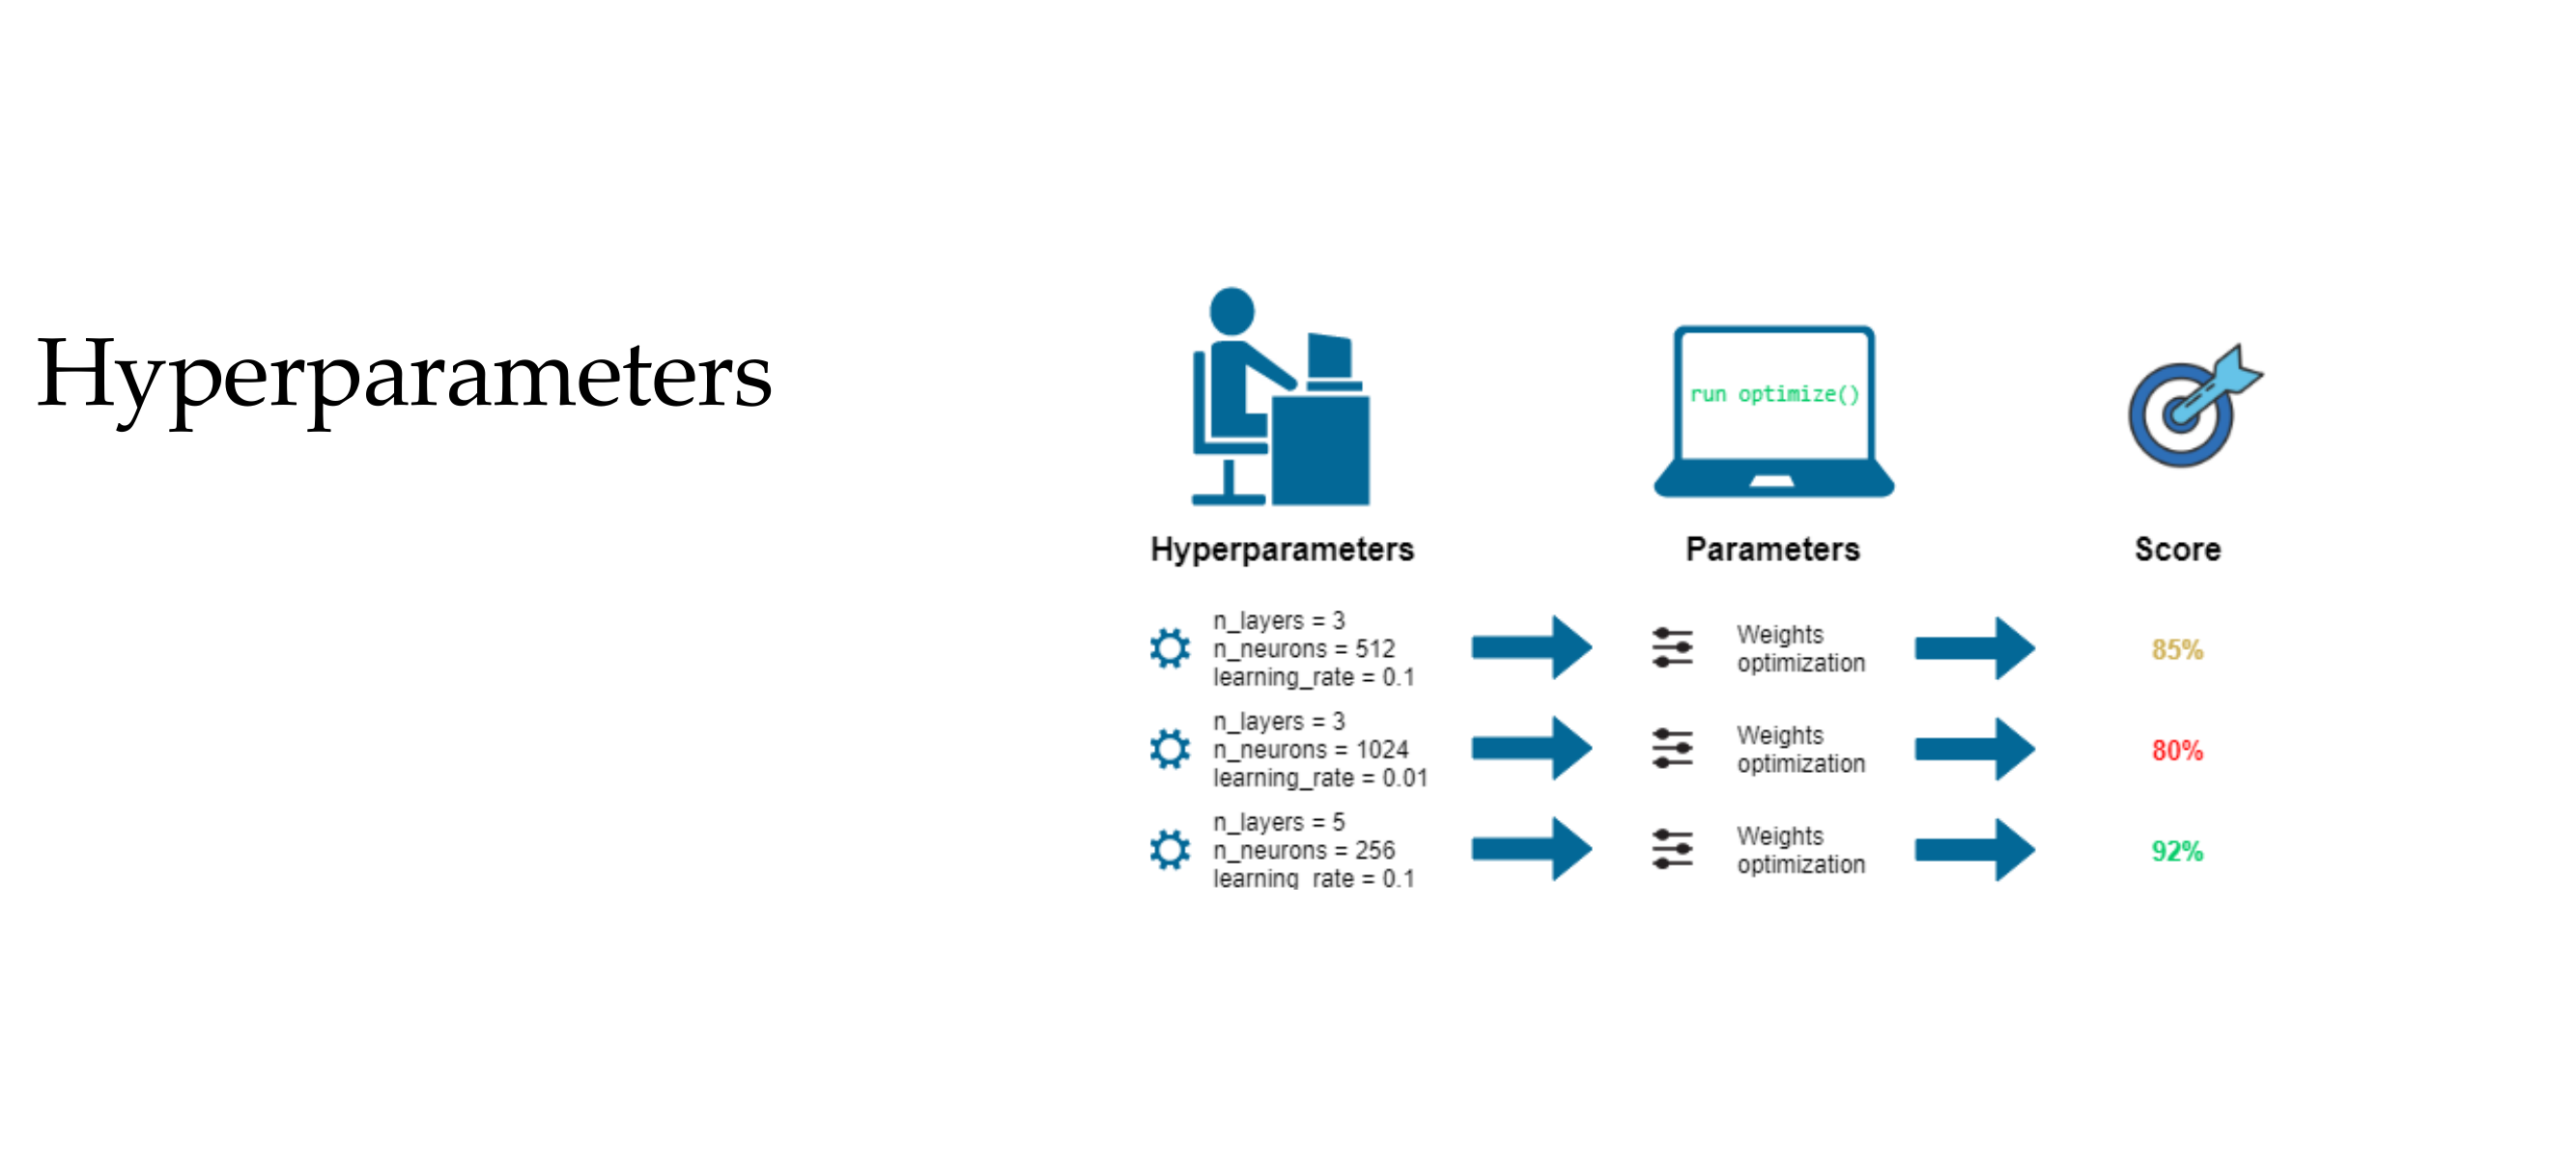 Hyperparameters
run optimize()
Hyperparameters
Parameters
Score
n_layers = 3
n_neurons = 512
learning_rate = 0.1
Weights
optimization
85%
n_layers = 3
n_neurons = 1024
learning_rate = 0.01
Weights
optimization
80%
n_layers = 5
n_neurons = 256
learning_rate = 0.1
Weights
optimization
92%